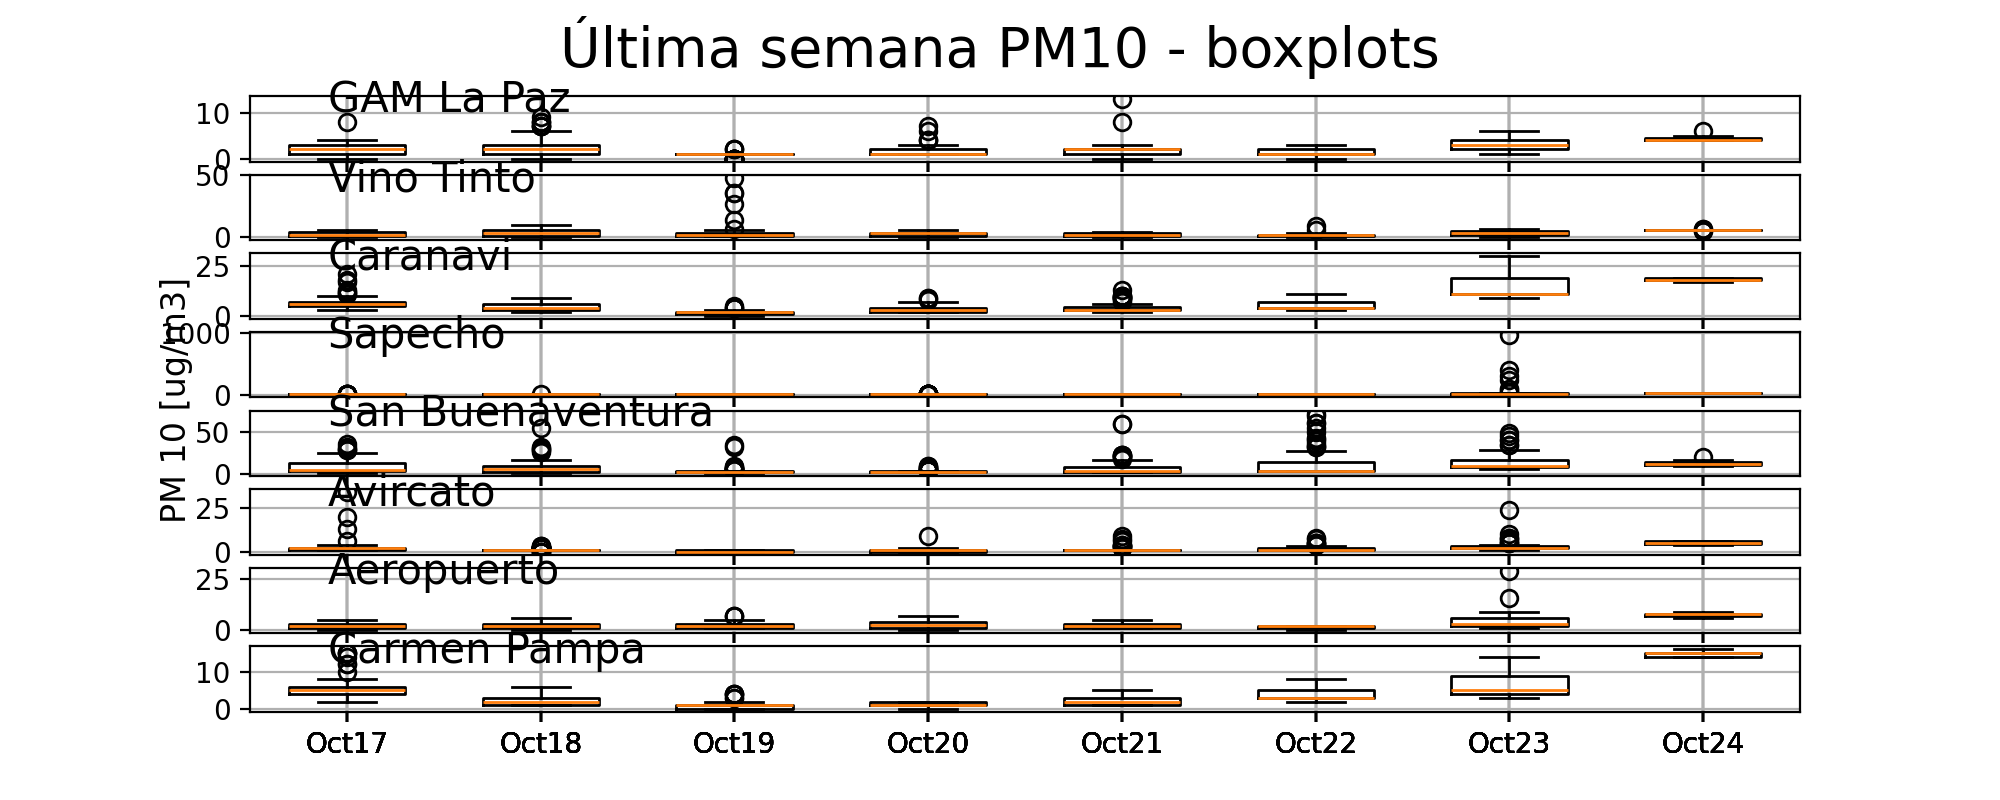 Última semana PM10 - boxplots
GAM La Paz
10
0
Vino Tinto
50
0
Caranavi
25
0
Sapecho
1000
0
San Buenaventura
50
0
Avircato
25
0
Aeropuerto
25
0
Carmen Pampa
10
0
PM 10 [ug/m3]
Oct17 Oct18 Oct19 Oct20 Oct21 Oct22 Oct23 Oct24